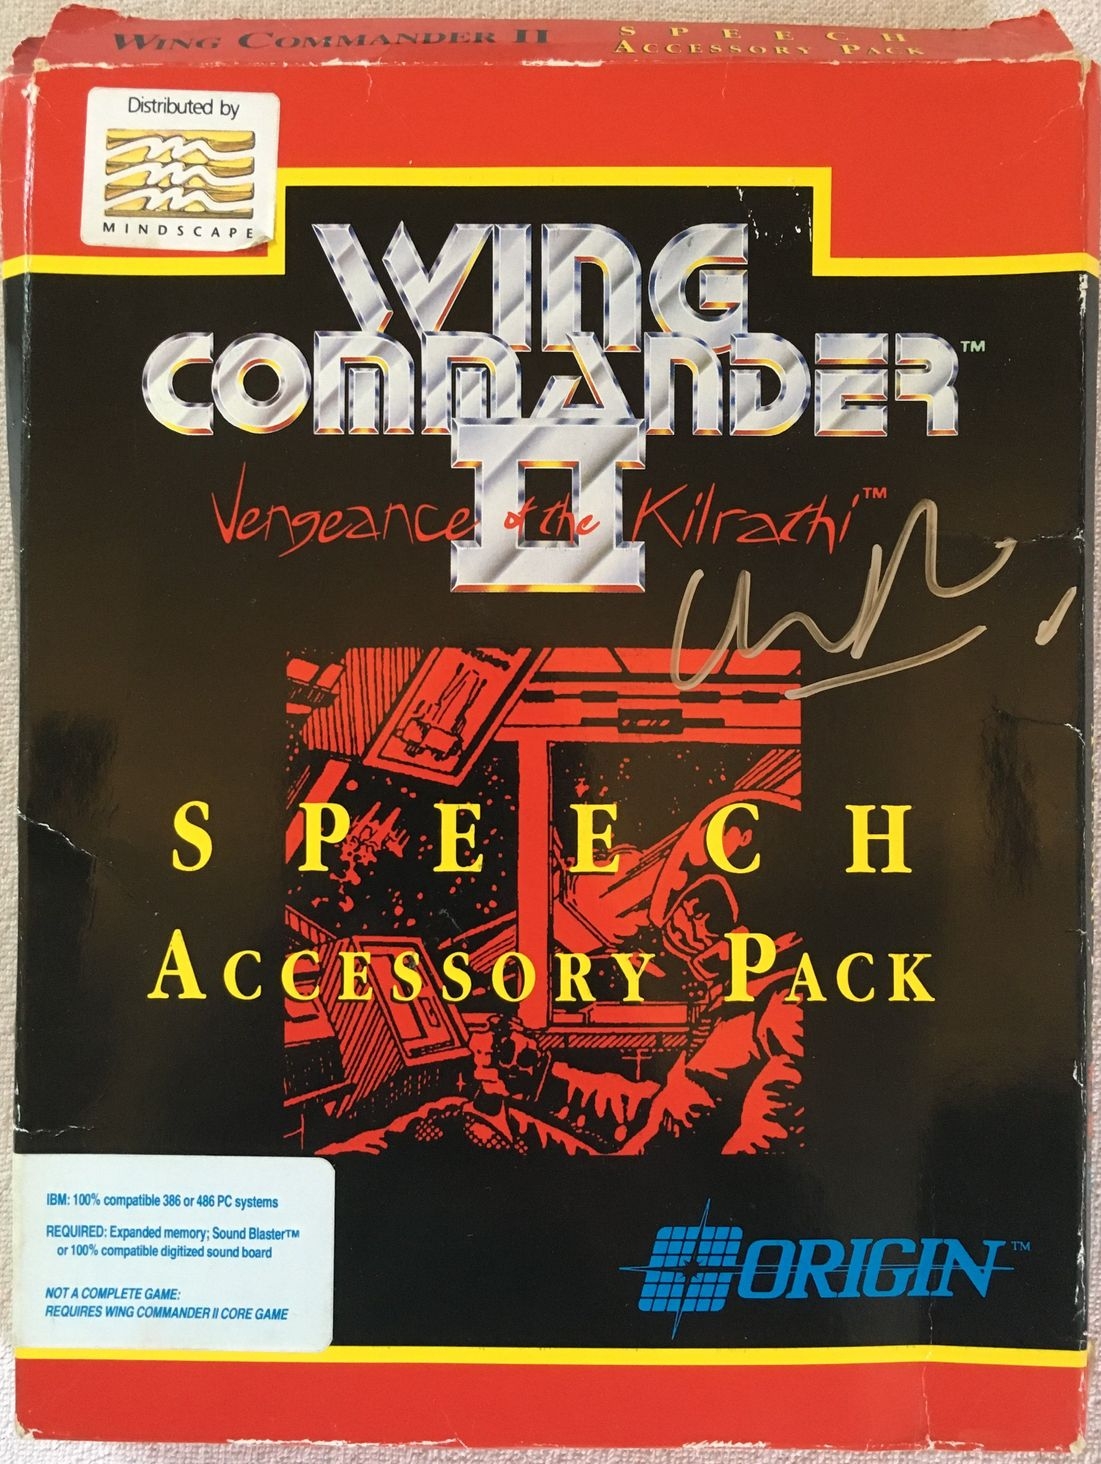 WING COMMANDER II SPEECH
ACCESSORY PACK
Distributed by
MINDSCAPE
WING
COMMANDER™
II
Vengeance of the Kilrathi™
SPEECH
ACCESSORY PACK
IBM: 100% compatible 386 or 486 PC systems
REQUIRED: Expanded memory; Sound Blaster™
or 100% compatible digitized sound board
NOT A COMPLETE GAME:
REQUIRES WING COMMANDER II CORE GAME
ORIGIN™